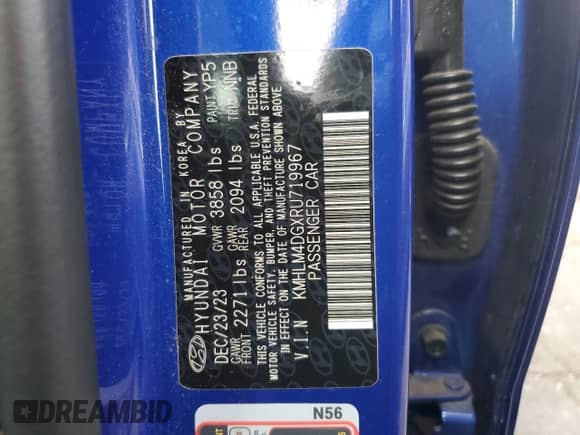 MANUFACTURED IN KOREA BY
HYUNDAI MOTOR COMPANY
DEC/23/23 GVWR 3858 lbs PAINT YP5
GAWR FRONT 2271 lbs GAWR REAR 2094 lbs TRIM NNB
THIS VEHICLE CONFORMS TO ALL APPLICABLE U.S.A. FEDERAL
MOTOR VEHICLE SAFETY, BUMPER, AND THEFT PREVENTION STANDARDS
IN EFFECT ON THE DATE OF MANUFACTURE SHOWN ABOVE
V.I.N KMHLM4DGXRU719967
PASSENGER CAR
N56
DREAMBID